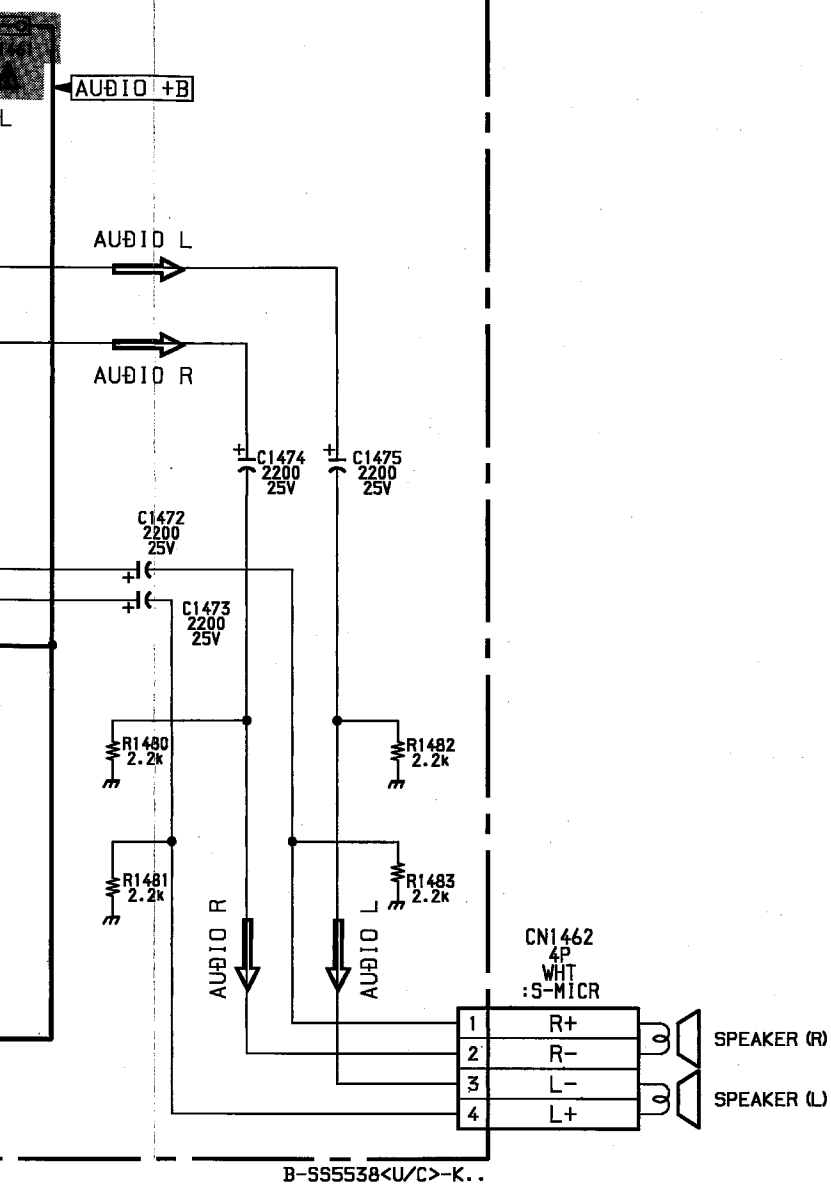 AUDIO +B
L
AUDIO L
AUDIO R
+
C1474
2200
25V
+
C1475
2200
25V
C1472
2200
25V
+
+
C1473
2200
25V
R1480
2.2k
R1482
2.2k
R1481
2.2k
R1483
2.2k
AUDIO R
AUDIO L
CN1462
4P
WHT
:S-MICR
1 R+
2 R-
3 L-
4 L+
SPEAKER (R)
SPEAKER (L)
B-SS5538<U/C>-K..